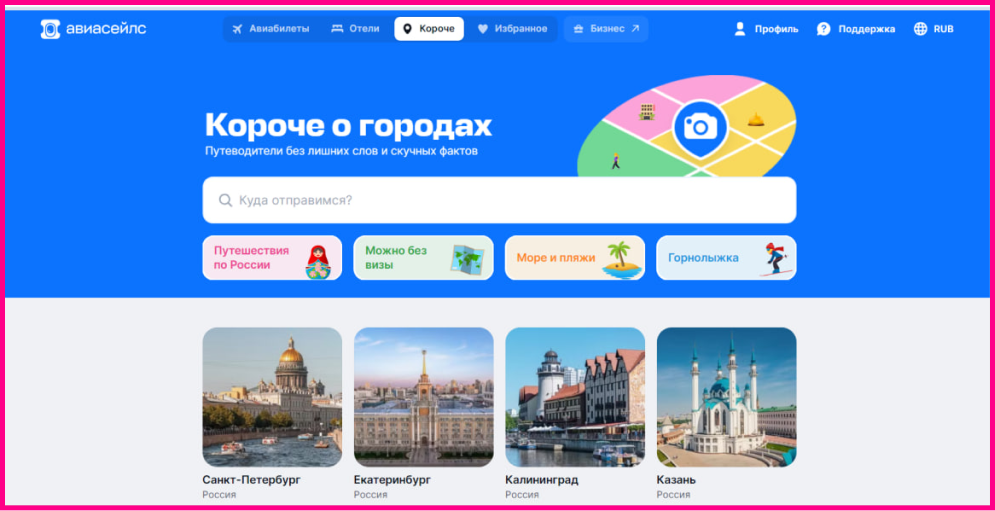 авиасейлс
Авиабилеты
Отели
Короче
Избранное
Бизнес ↗
Профиль
Поддержка
RUB
Короче о городах
Путеводители без лишних слов и скучных фактов
Куда отправимся?
Путешествия
по России
Можно без
визы
Море и пляжи
Горнолыжка
Санкт-Петербург
Россия
Екатеринбург
Россия
Калининград
Россия
Казань
Россия